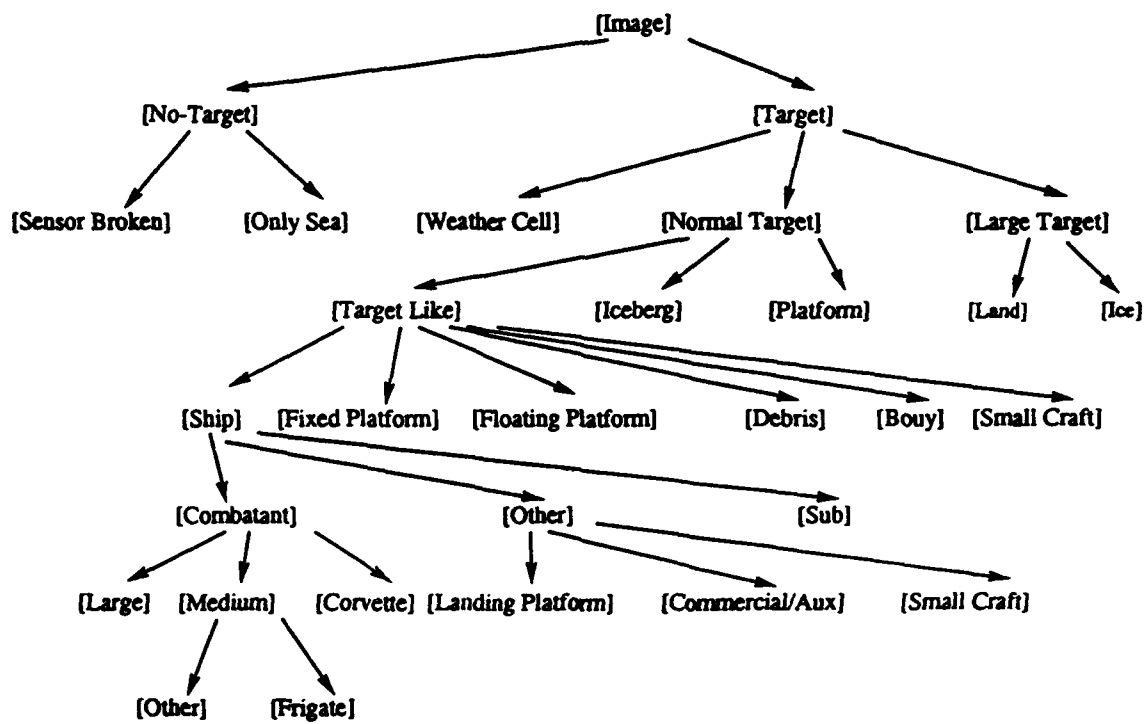 [Image]
[No-Target] [Target]
[Sensor Broken] [Only Sea] [Weather Cell] [Normal Target] [Large Target]
[Target Like] [Iceberg] [Platform] [Land] [Ice]
[Ship] [Fixed Platform] [Floating Platform] [Debris] [Bouy] [Small Craft]
[Combatant] [Other] [Sub]
[Large] [Medium] [Corvette] [Landing Platform] [Commercial/Aux] [Small Craft]
[Other] [Frigate]